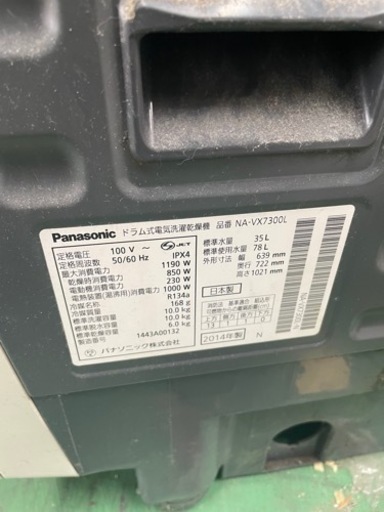 Panasonic ドラム式電気洗濯乾燥機 品番 NA-VX7300L
定格電圧 100 V ～
定格周波数 50/60 Hz IPX4
最大消費電力 1190 W
乾燥時消費電力 850 W
電動機消費電力 230 W
電熱装置(湯沸用)消費電力 1000 W
冷媒名称 R134a
冷媒質量 168 g
標準洗濯容量 10.0 kg
標準脱水容量 10.0 kg
標準乾燥容量 6.0 kg
製造番号 1443A00132
パナソニック株式会社
標準水量 35 L
標準使用水量 78 L
外形寸法 幅 639 mm
奥行 722 mm
高さ 1021 mm
日本製
2014年製 N